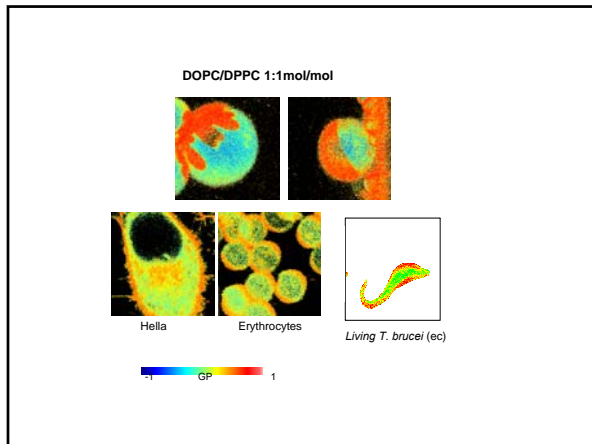 DOPC/DPPC 1:1mol/mol
Hella
Erythrocytes
Living T. brucei (ec)
-1 GP 1